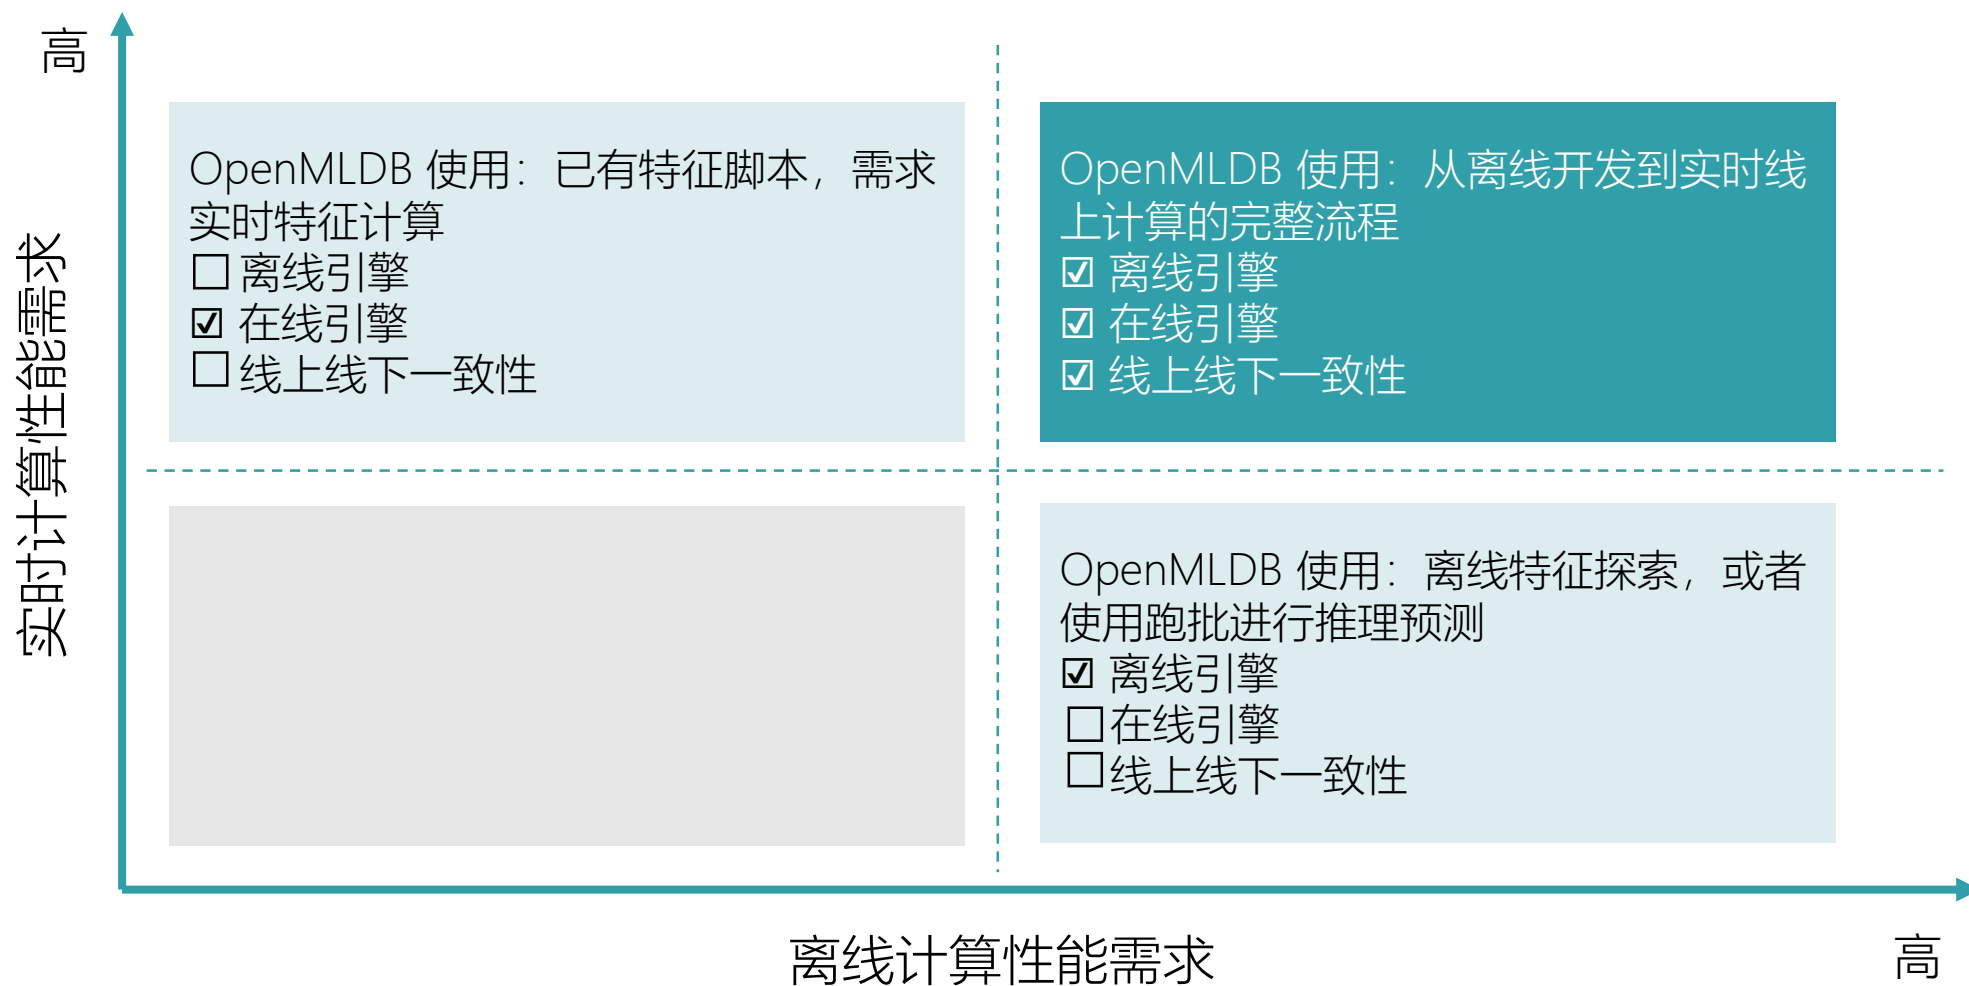 高
实时计算性能需求
OpenMLDB 使用：已有特征脚本，需求
实时特征计算
☐ 离线引擎
☑ 在线引擎
☐ 线上线下一致性
OpenMLDB 使用：从离线开发到实时线
上计算的完整流程
☑ 离线引擎
☑ 在线引擎
☑ 线上线下一致性
OpenMLDB 使用：离线特征探索，或者
使用跑批进行推理预测
☑ 离线引擎
☐ 在线引擎
☐ 线上线下一致性
离线计算性能需求
高